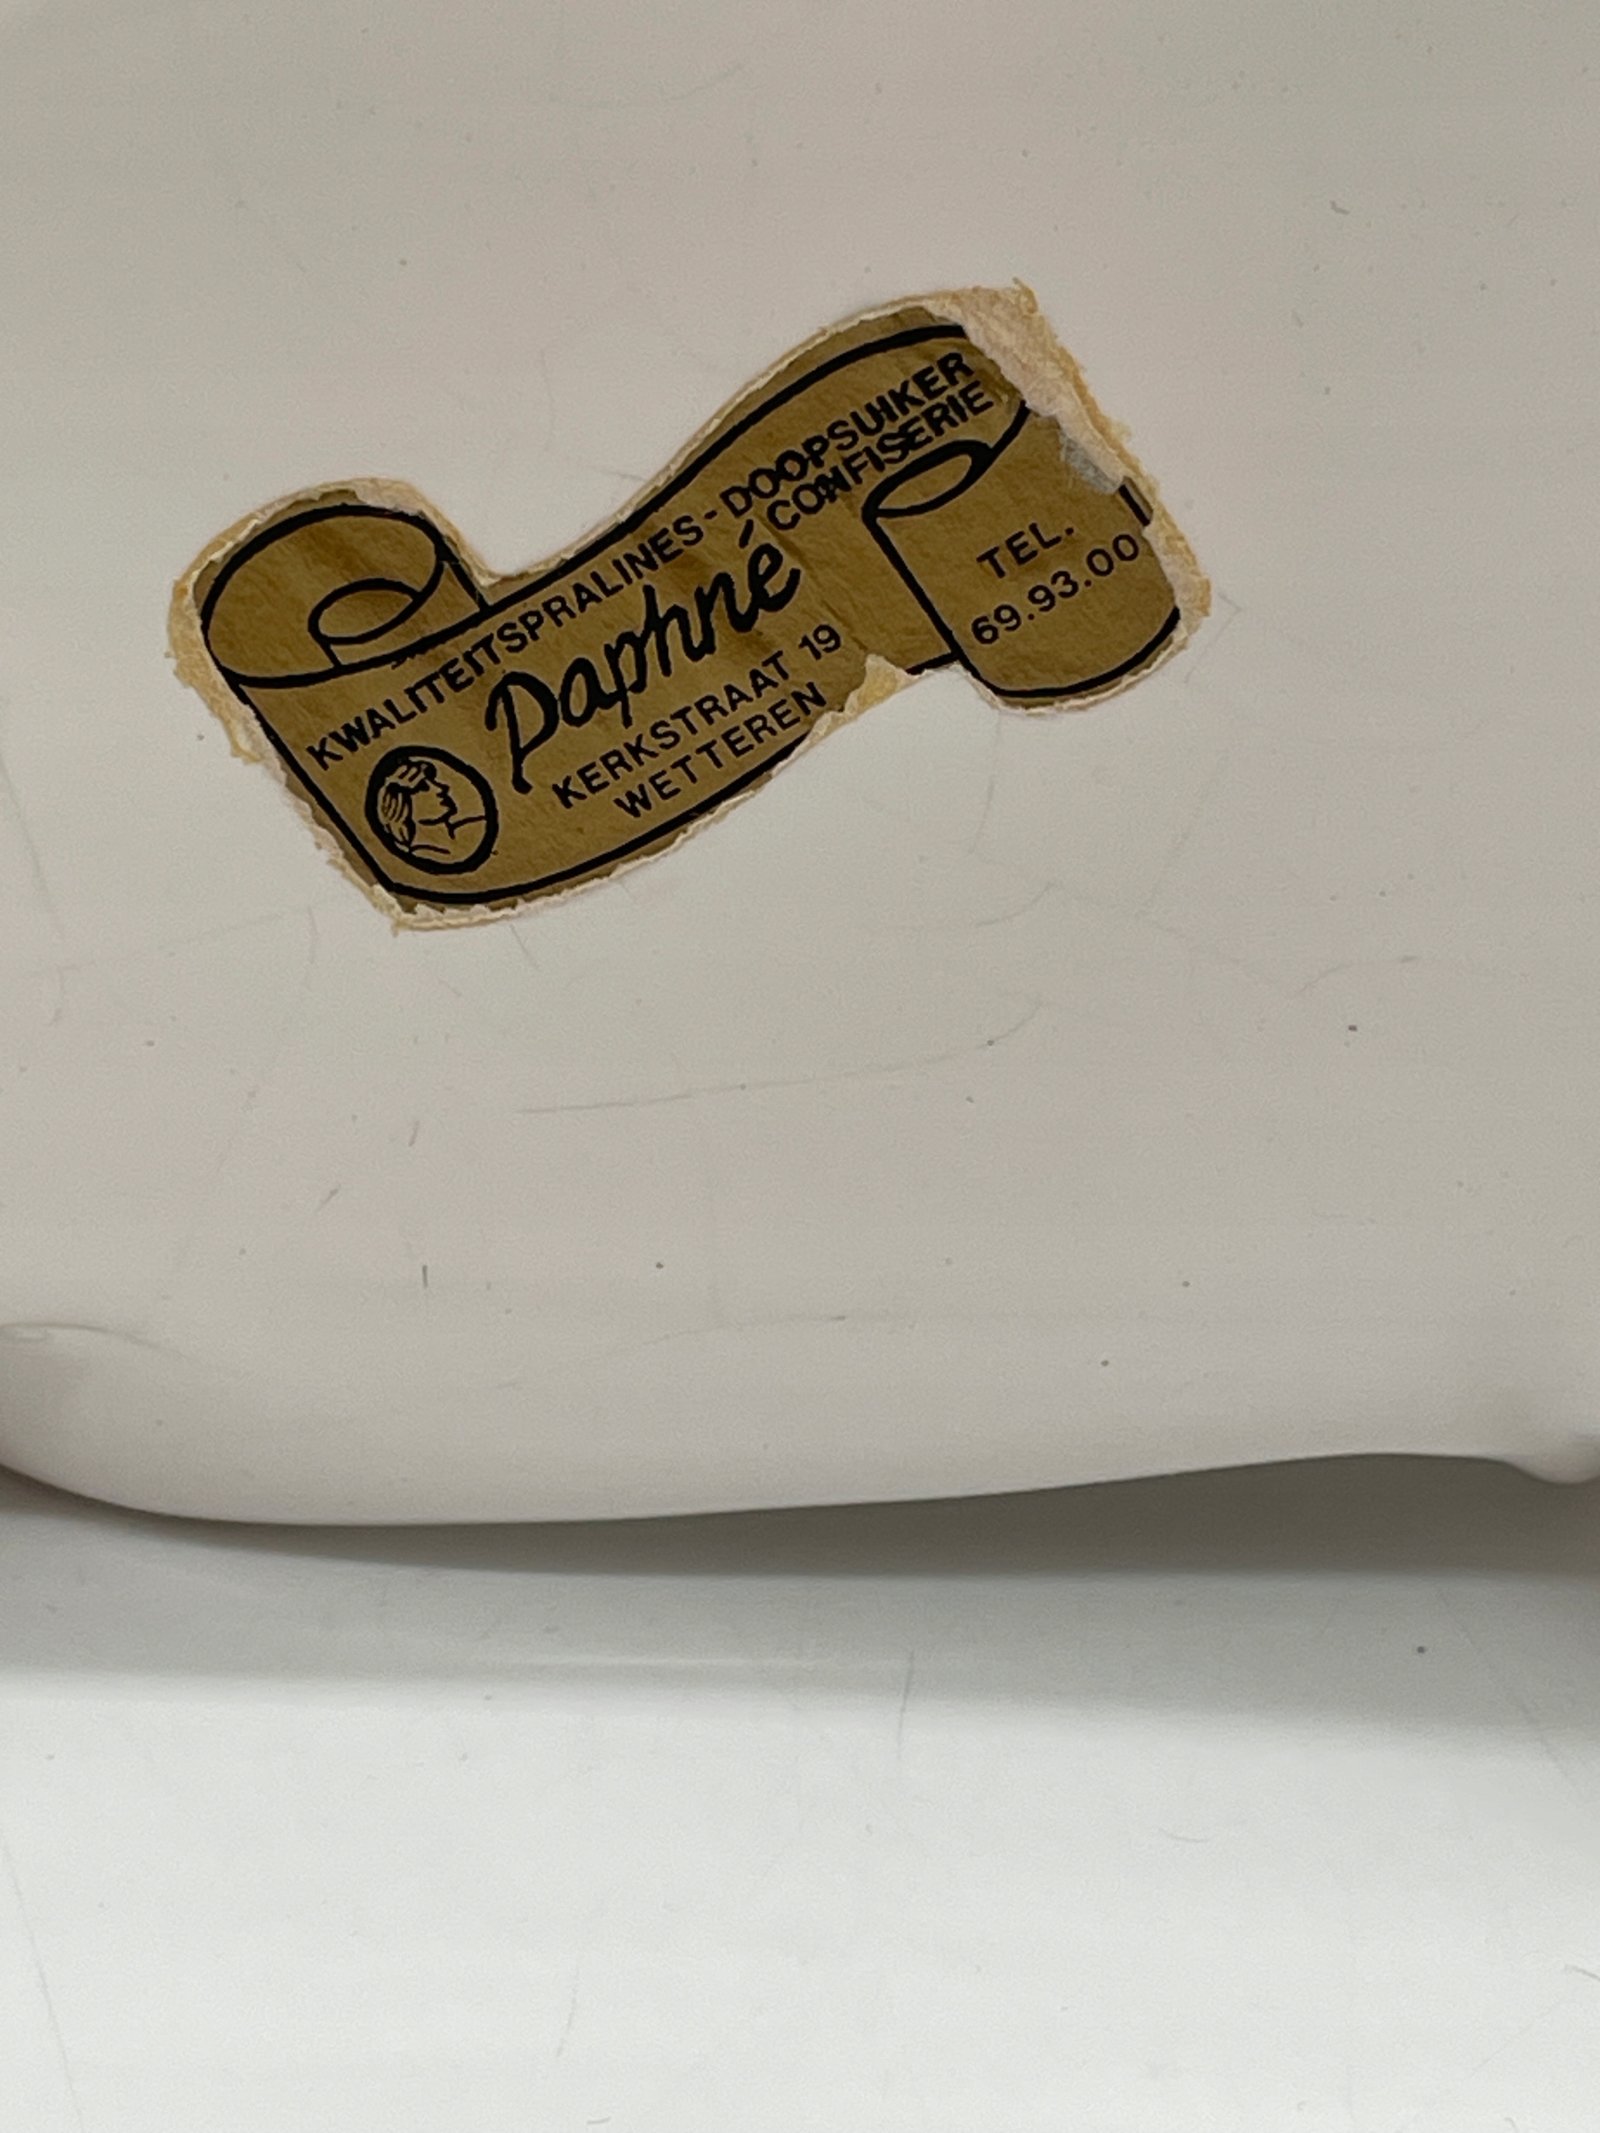 KWALITEITSPRALINES - DOOPSUIKER
CONFISERIE
Daphné
KERKSTRAAT 19
WETTEREN
TEL.
69.93.00